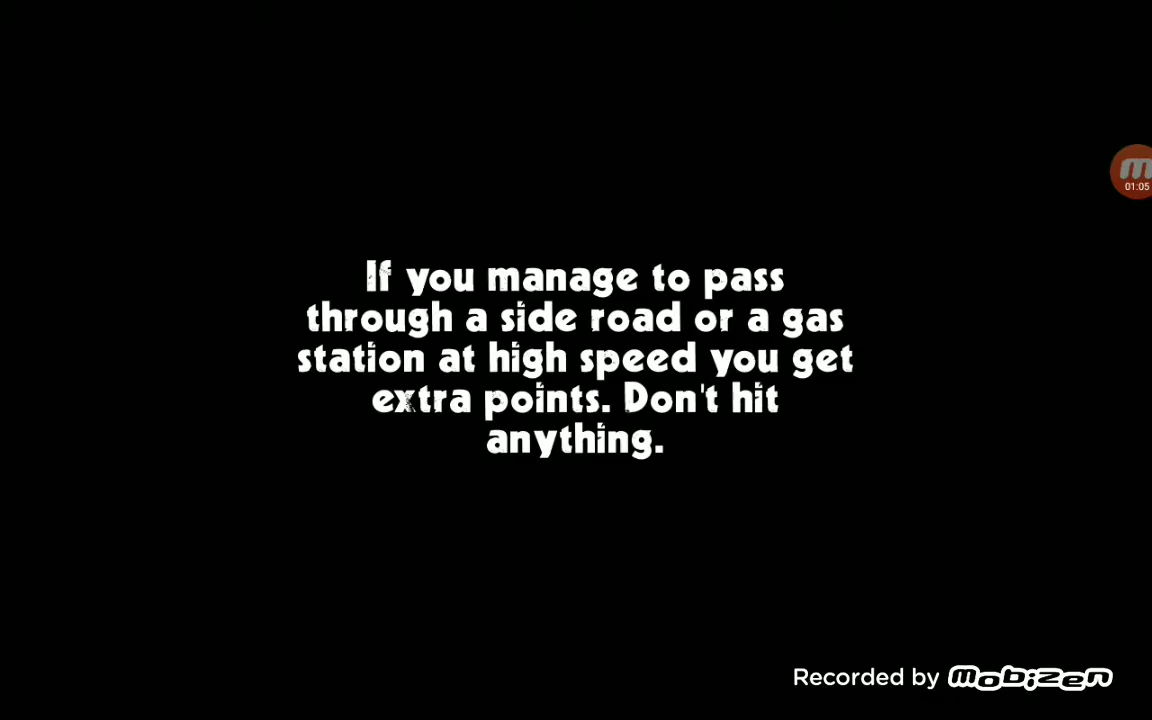 01:05
If you manage to pass
through a side road or a gas
station at high speed you get
extra points. Don't hit
anything.
Recorded by mobizen